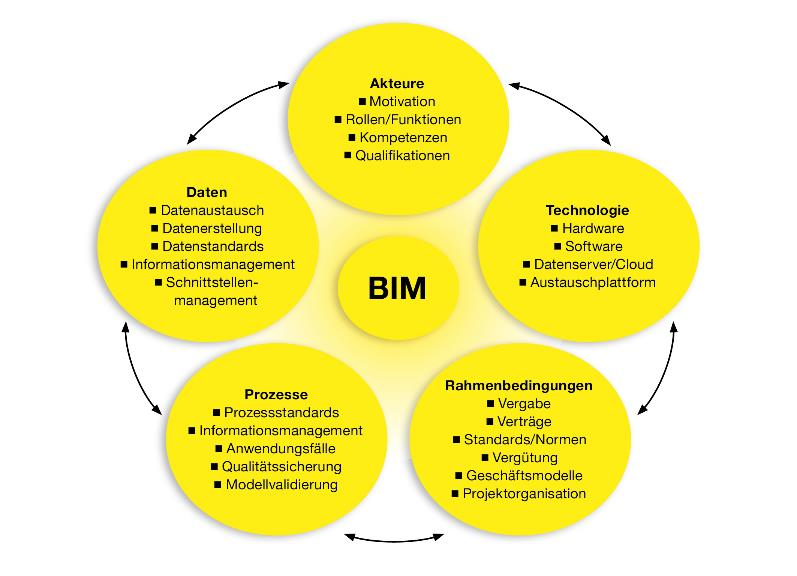 Akteure
■ Motivation
■ Rollen/Funktionen
■ Kompetenzen
■ Qualifikationen
Daten
■ Datenaustausch
■ Datenerstellung
■ Datenstandards
■ Informationsmanagement
■ Schnittstellen-
management
Technologie
■ Hardware
■ Software
■ Datenserver/Cloud
■ Austauschplattform
BIM
Prozesse
■ Prozessstandards
■ Informationsmanagement
■ Anwendungsfälle
■ Qualitätssicherung
■ Modellvalidierung
Rahmenbedingungen
■ Vergabe
■ Verträge
■ Standards/Normen
■ Vergütung
■ Geschäftsmodelle
■ Projektorganisation